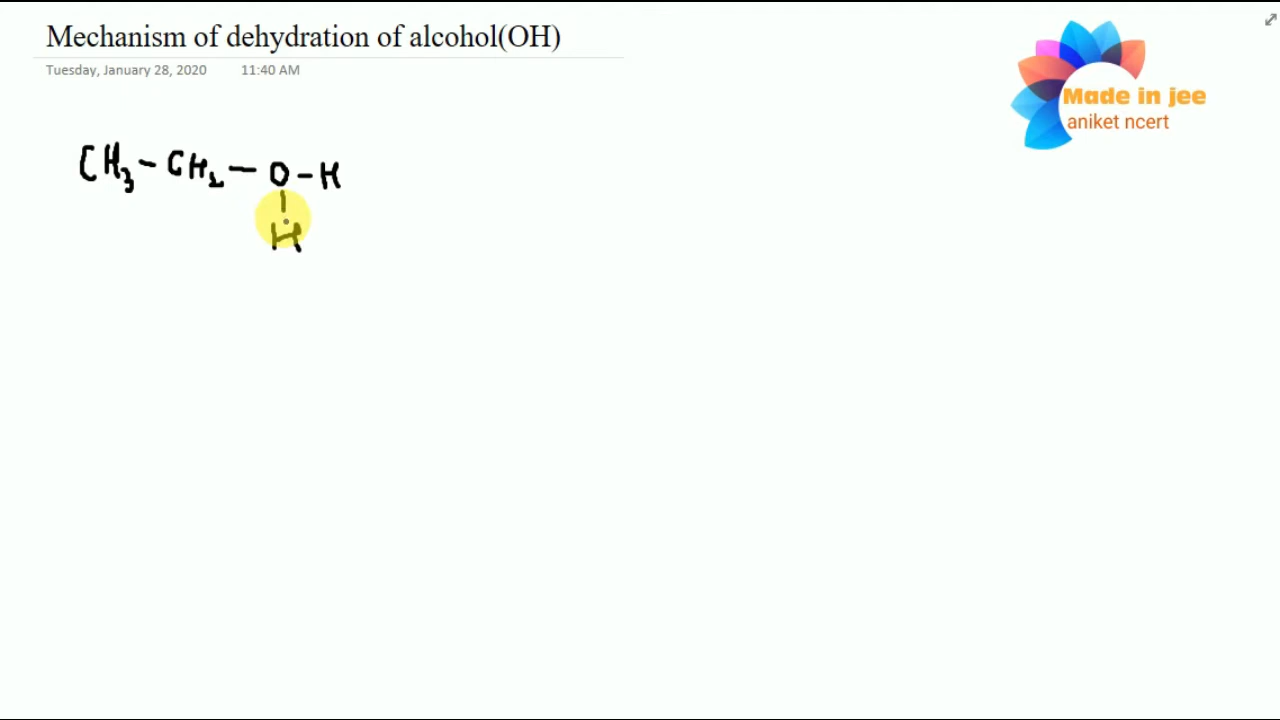 Mechanism of dehydration of alcohol(OH)
Tuesday, January 28, 2020 11:40 AM
Made in jee
aniket ncert
CH3-CH2-O-H
H